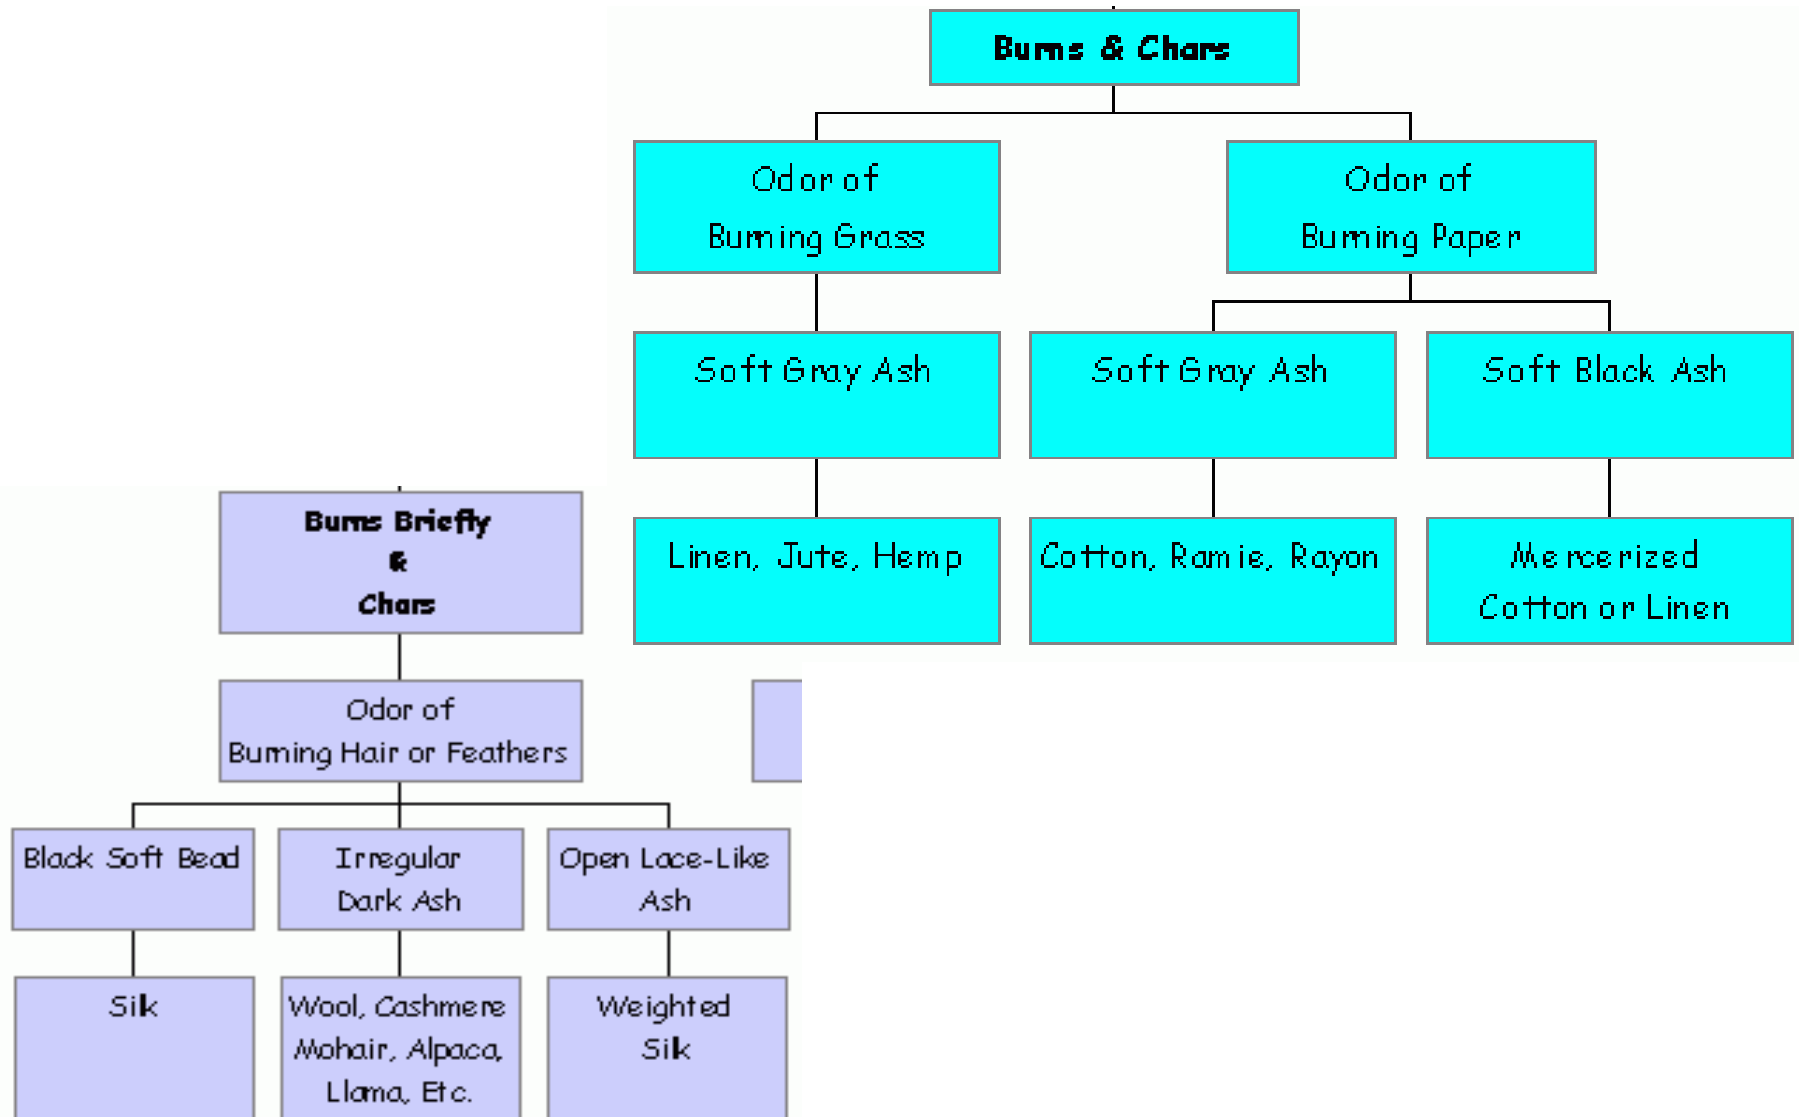 Burns & Chars
Odor of
Burning Grass
Odor of
Burning Paper
Soft Gray Ash
Soft Gray Ash
Soft Black Ash
Linen, Jute, Hemp
Cotton, Ramie, Rayon
Mercerized
Cotton or Linen
Burns Briefly
&
Chars
Odor of
Burning Hair or Feathers
Black Soft Bead
Irregular
Dark Ash
Open Lace-Like
Ash
Silk
Wool, Cashmere
Mohair, Alpaca,
Llama, Etc.
Weighted
Silk